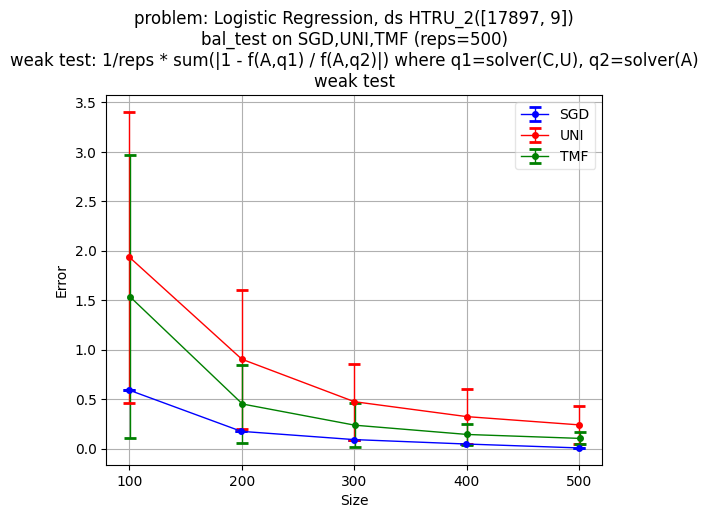 problem: Logistic Regression, ds HTRU_2([17897, 9])
bal_test on SGD,UNI,TMF (reps=500)
weak test: 1/reps * sum(|1 - f(A,q1) / f(A,q2)|) where q1=solver(C,U), q2=solver(A)
weak test
3.5
3.0
2.5
2.0
1.5
1.0
0.5
0.0
Error
SGD
UNI
TMF
100
200
300
400
500
Size